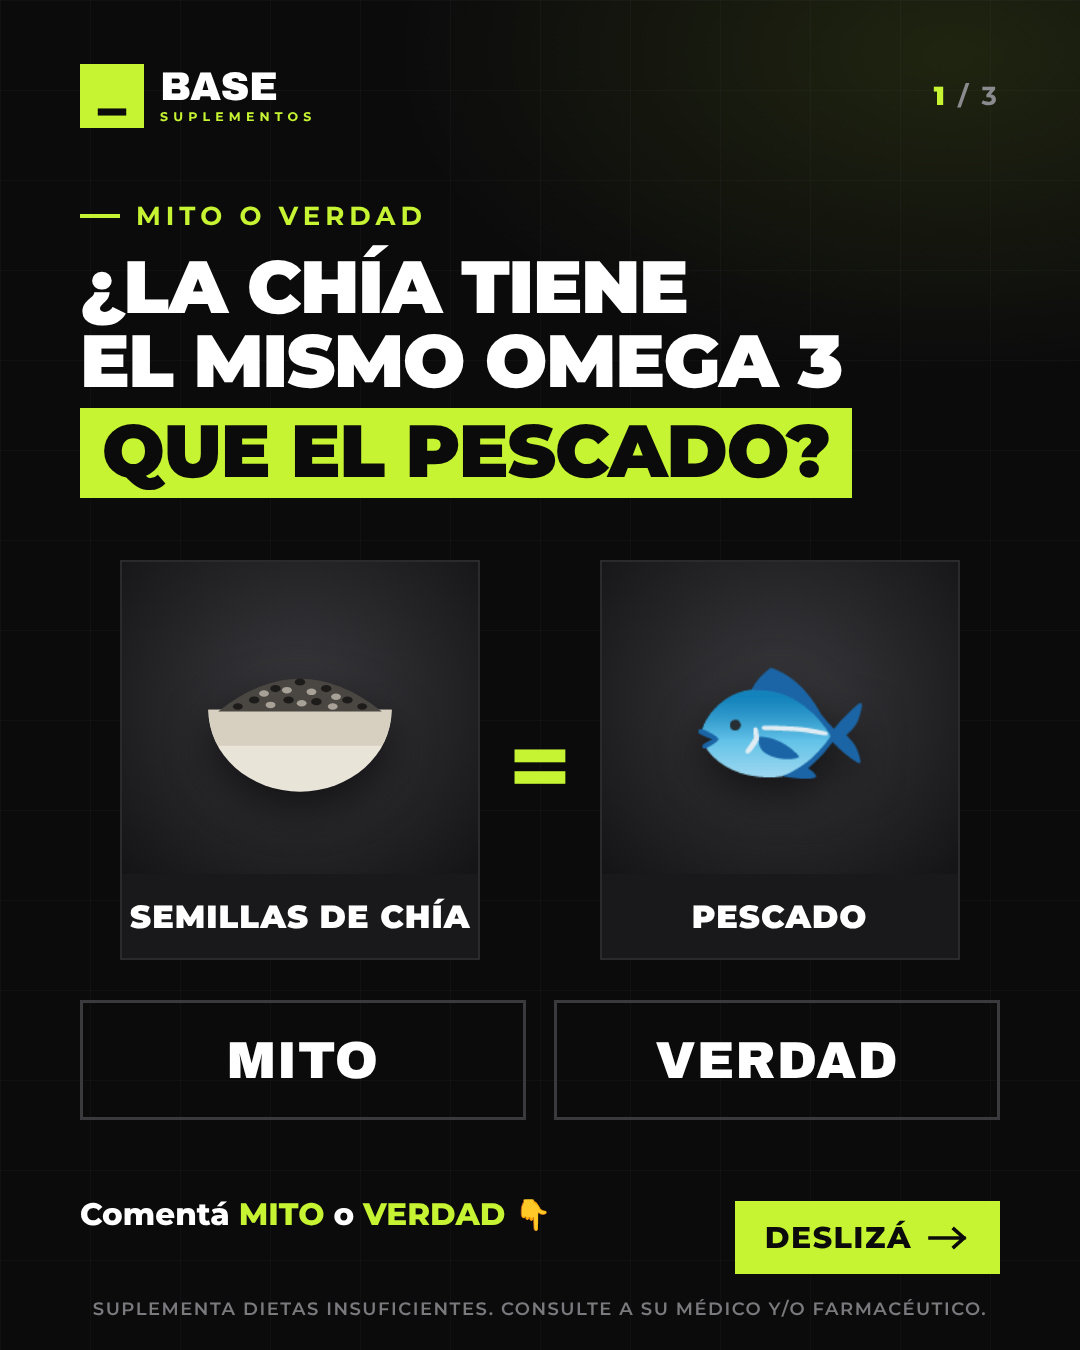 BASE
SUPLEMENTOS
1 / 3
MITO O VERDAD
¿LA CHÍA TIENE
EL MISMO OMEGA 3
QUE EL PESCADO?
=
SEMILLAS DE CHÍA
PESCADO
MITO
VERDAD
Comentá MITO o VERDAD 👇
DESLIZÁ →
SUPLEMENTA DIETAS INSUFICIENTES. CONSULTE A SU MÉDICO Y/O FARMACÉUTICO.